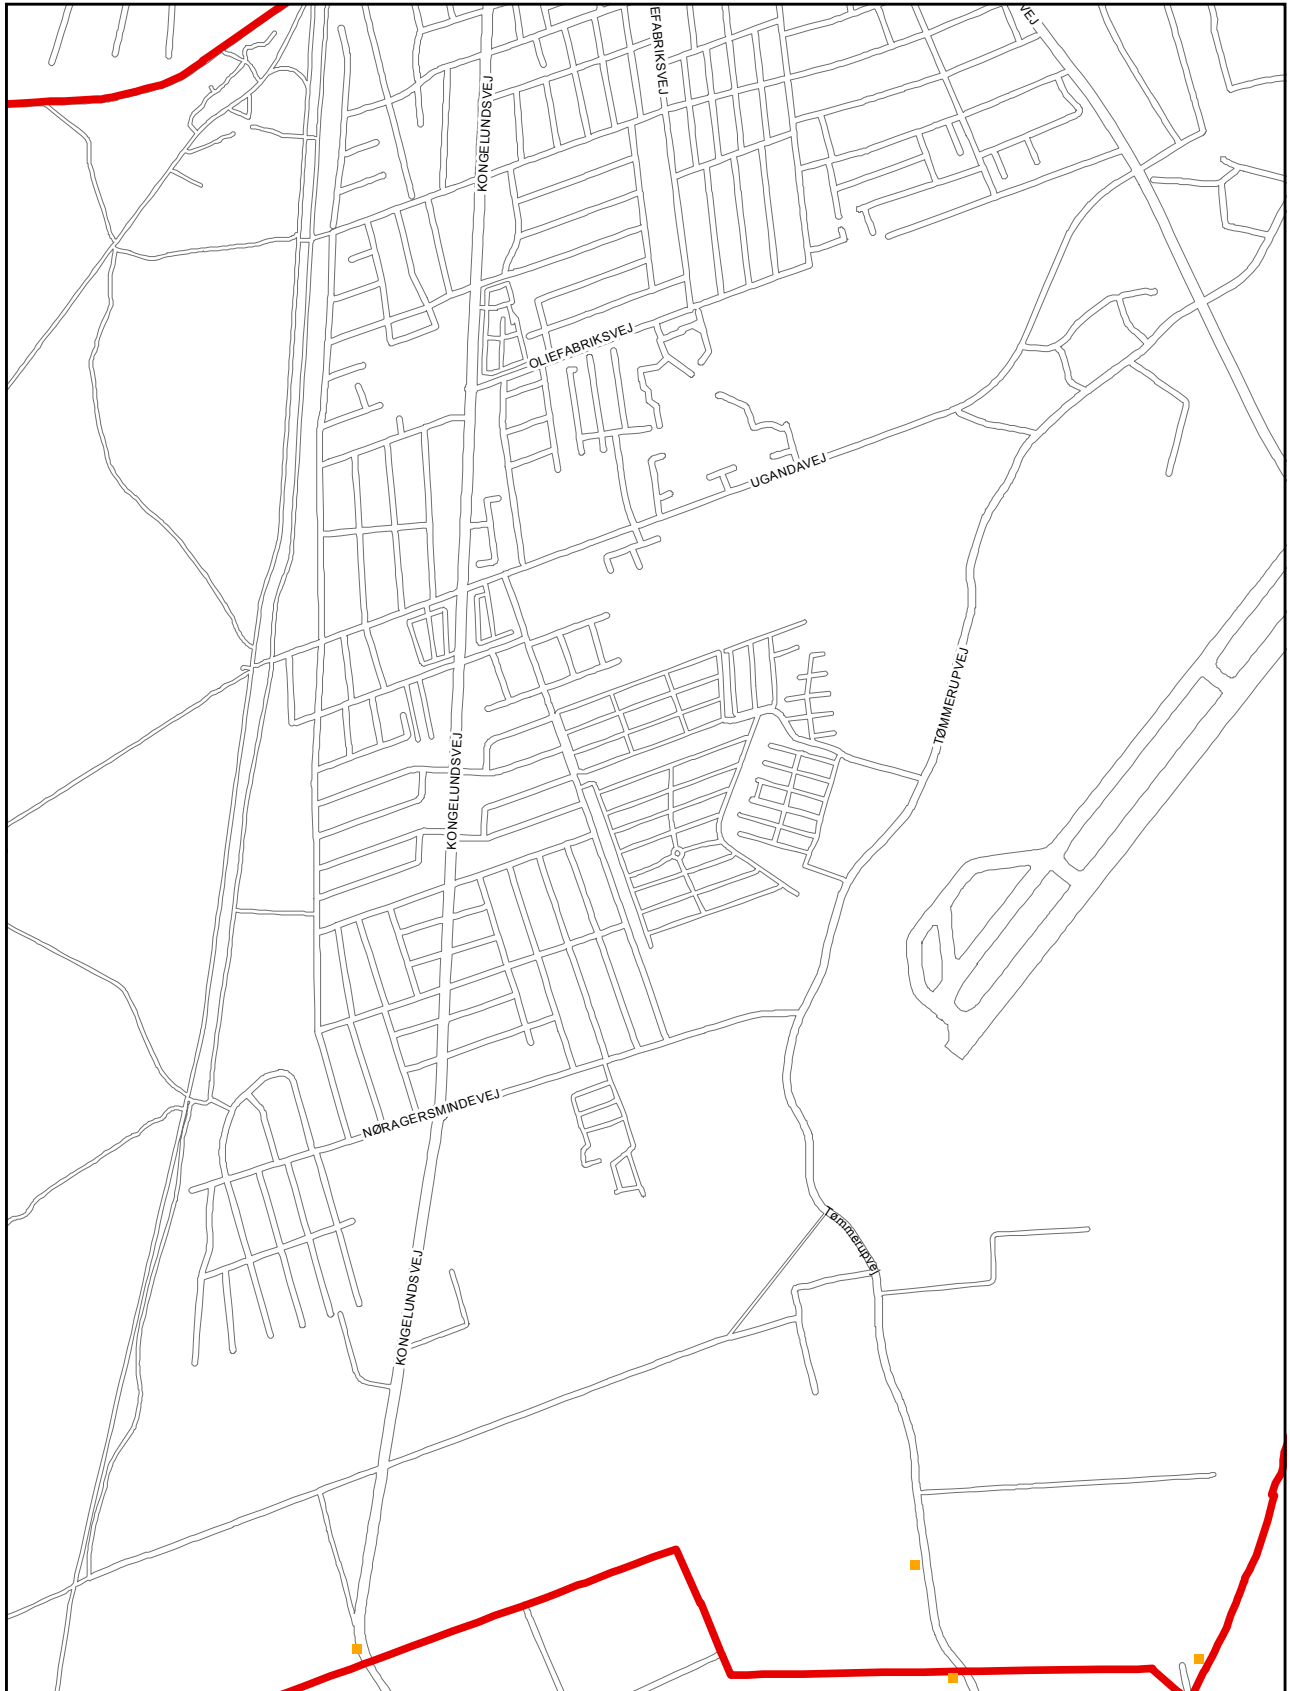 VEJ
EFABRIKSVEJ
KONGELUNDSVEJ
OLIEFABRIKSVEJ
UGANDAVEJ
TØMMERUPVEJ
KONGELUNDSVEJ
NØRAGERSMINDEVEJ
Tømmerupvej
KONGELUNDSVEJ